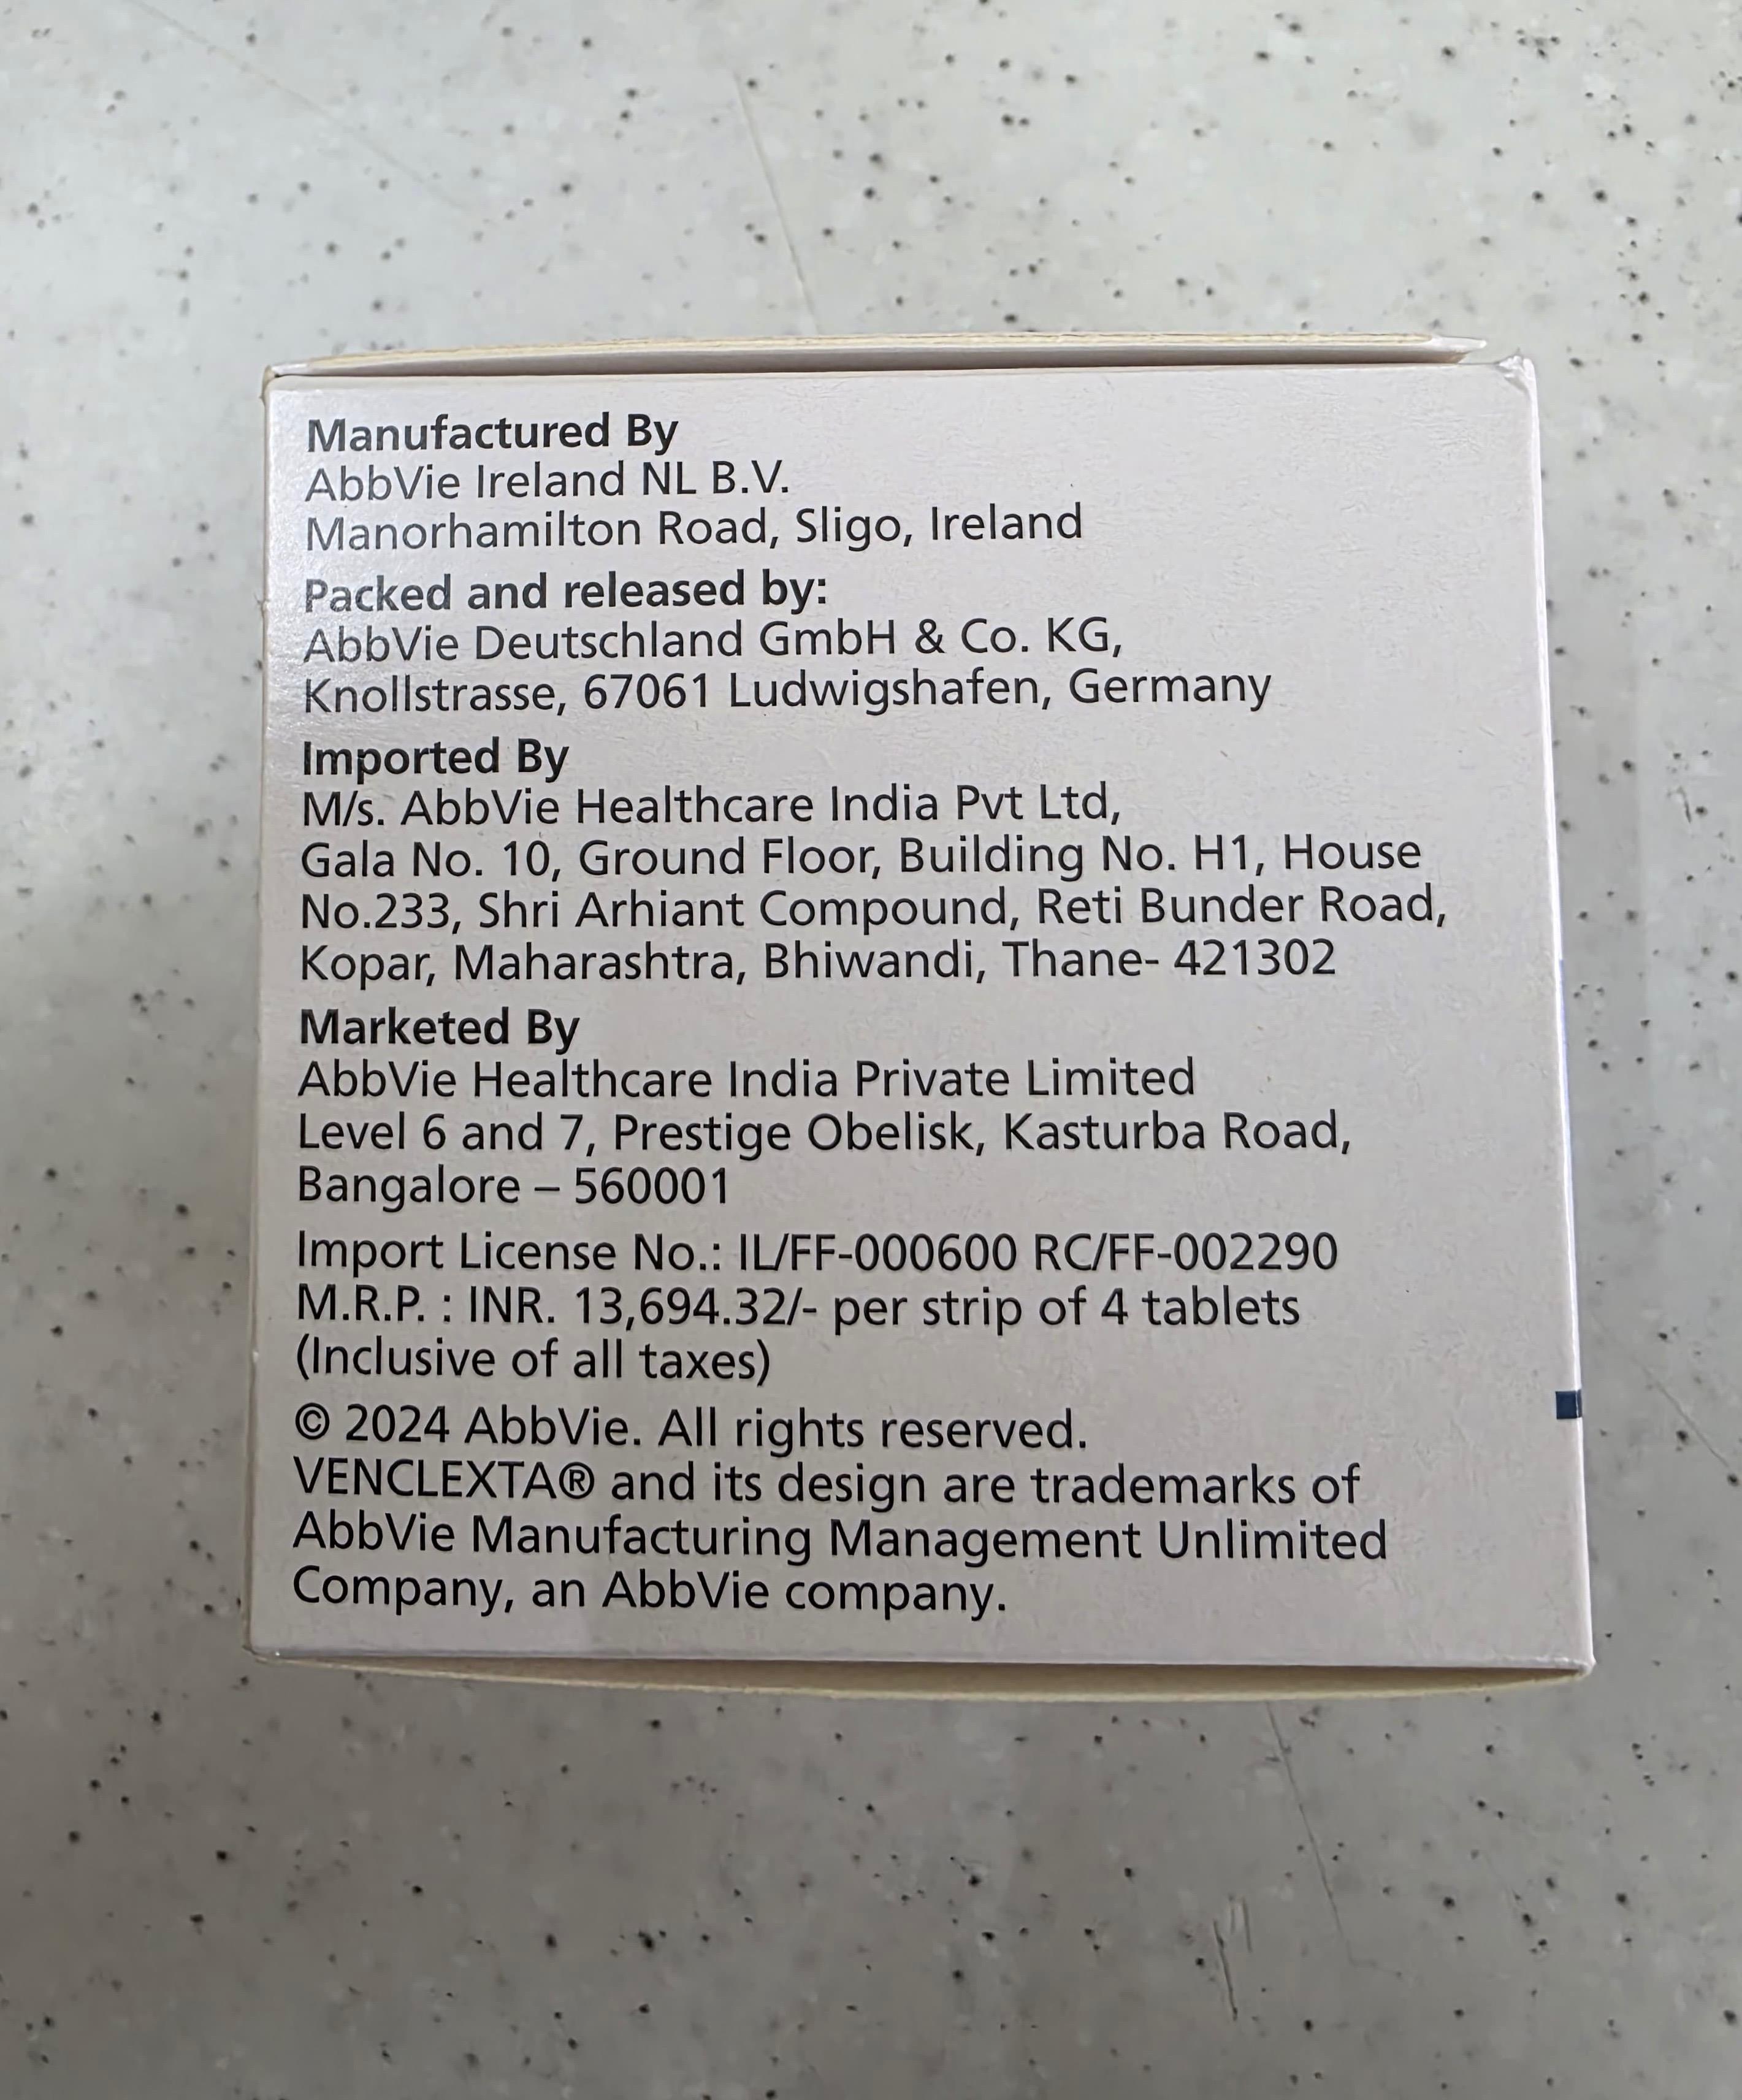 Manufactured By
AbbVie Ireland NL B.V.
Manorhamilton Road, Sligo, Ireland
Packed and released by:
AbbVie Deutschland GmbH & Co. KG,
Knollstrasse, 67061 Ludwigshafen, Germany
Imported By
M/s. AbbVie Healthcare India Pvt Ltd,
Gala No. 10, Ground Floor, Building No. H1, House
No.233, Shri Arhiant Compound, Reti Bunder Road,
Kopar, Maharashtra, Bhiwandi, Thane- 421302
Marketed By
AbbVie Healthcare India Private Limited
Level 6 and 7, Prestige Obelisk, Kasturba Road,
Bangalore – 560001
Import License No.: IL/FF-000600 RC/FF-002290
M.R.P. : INR. 13,694.32/- per strip of 4 tablets
(Inclusive of all taxes)
© 2024 AbbVie. All rights reserved.
VENCLEXTA® and its design are trademarks of
AbbVie Manufacturing Management Unlimited
Company, an AbbVie company.